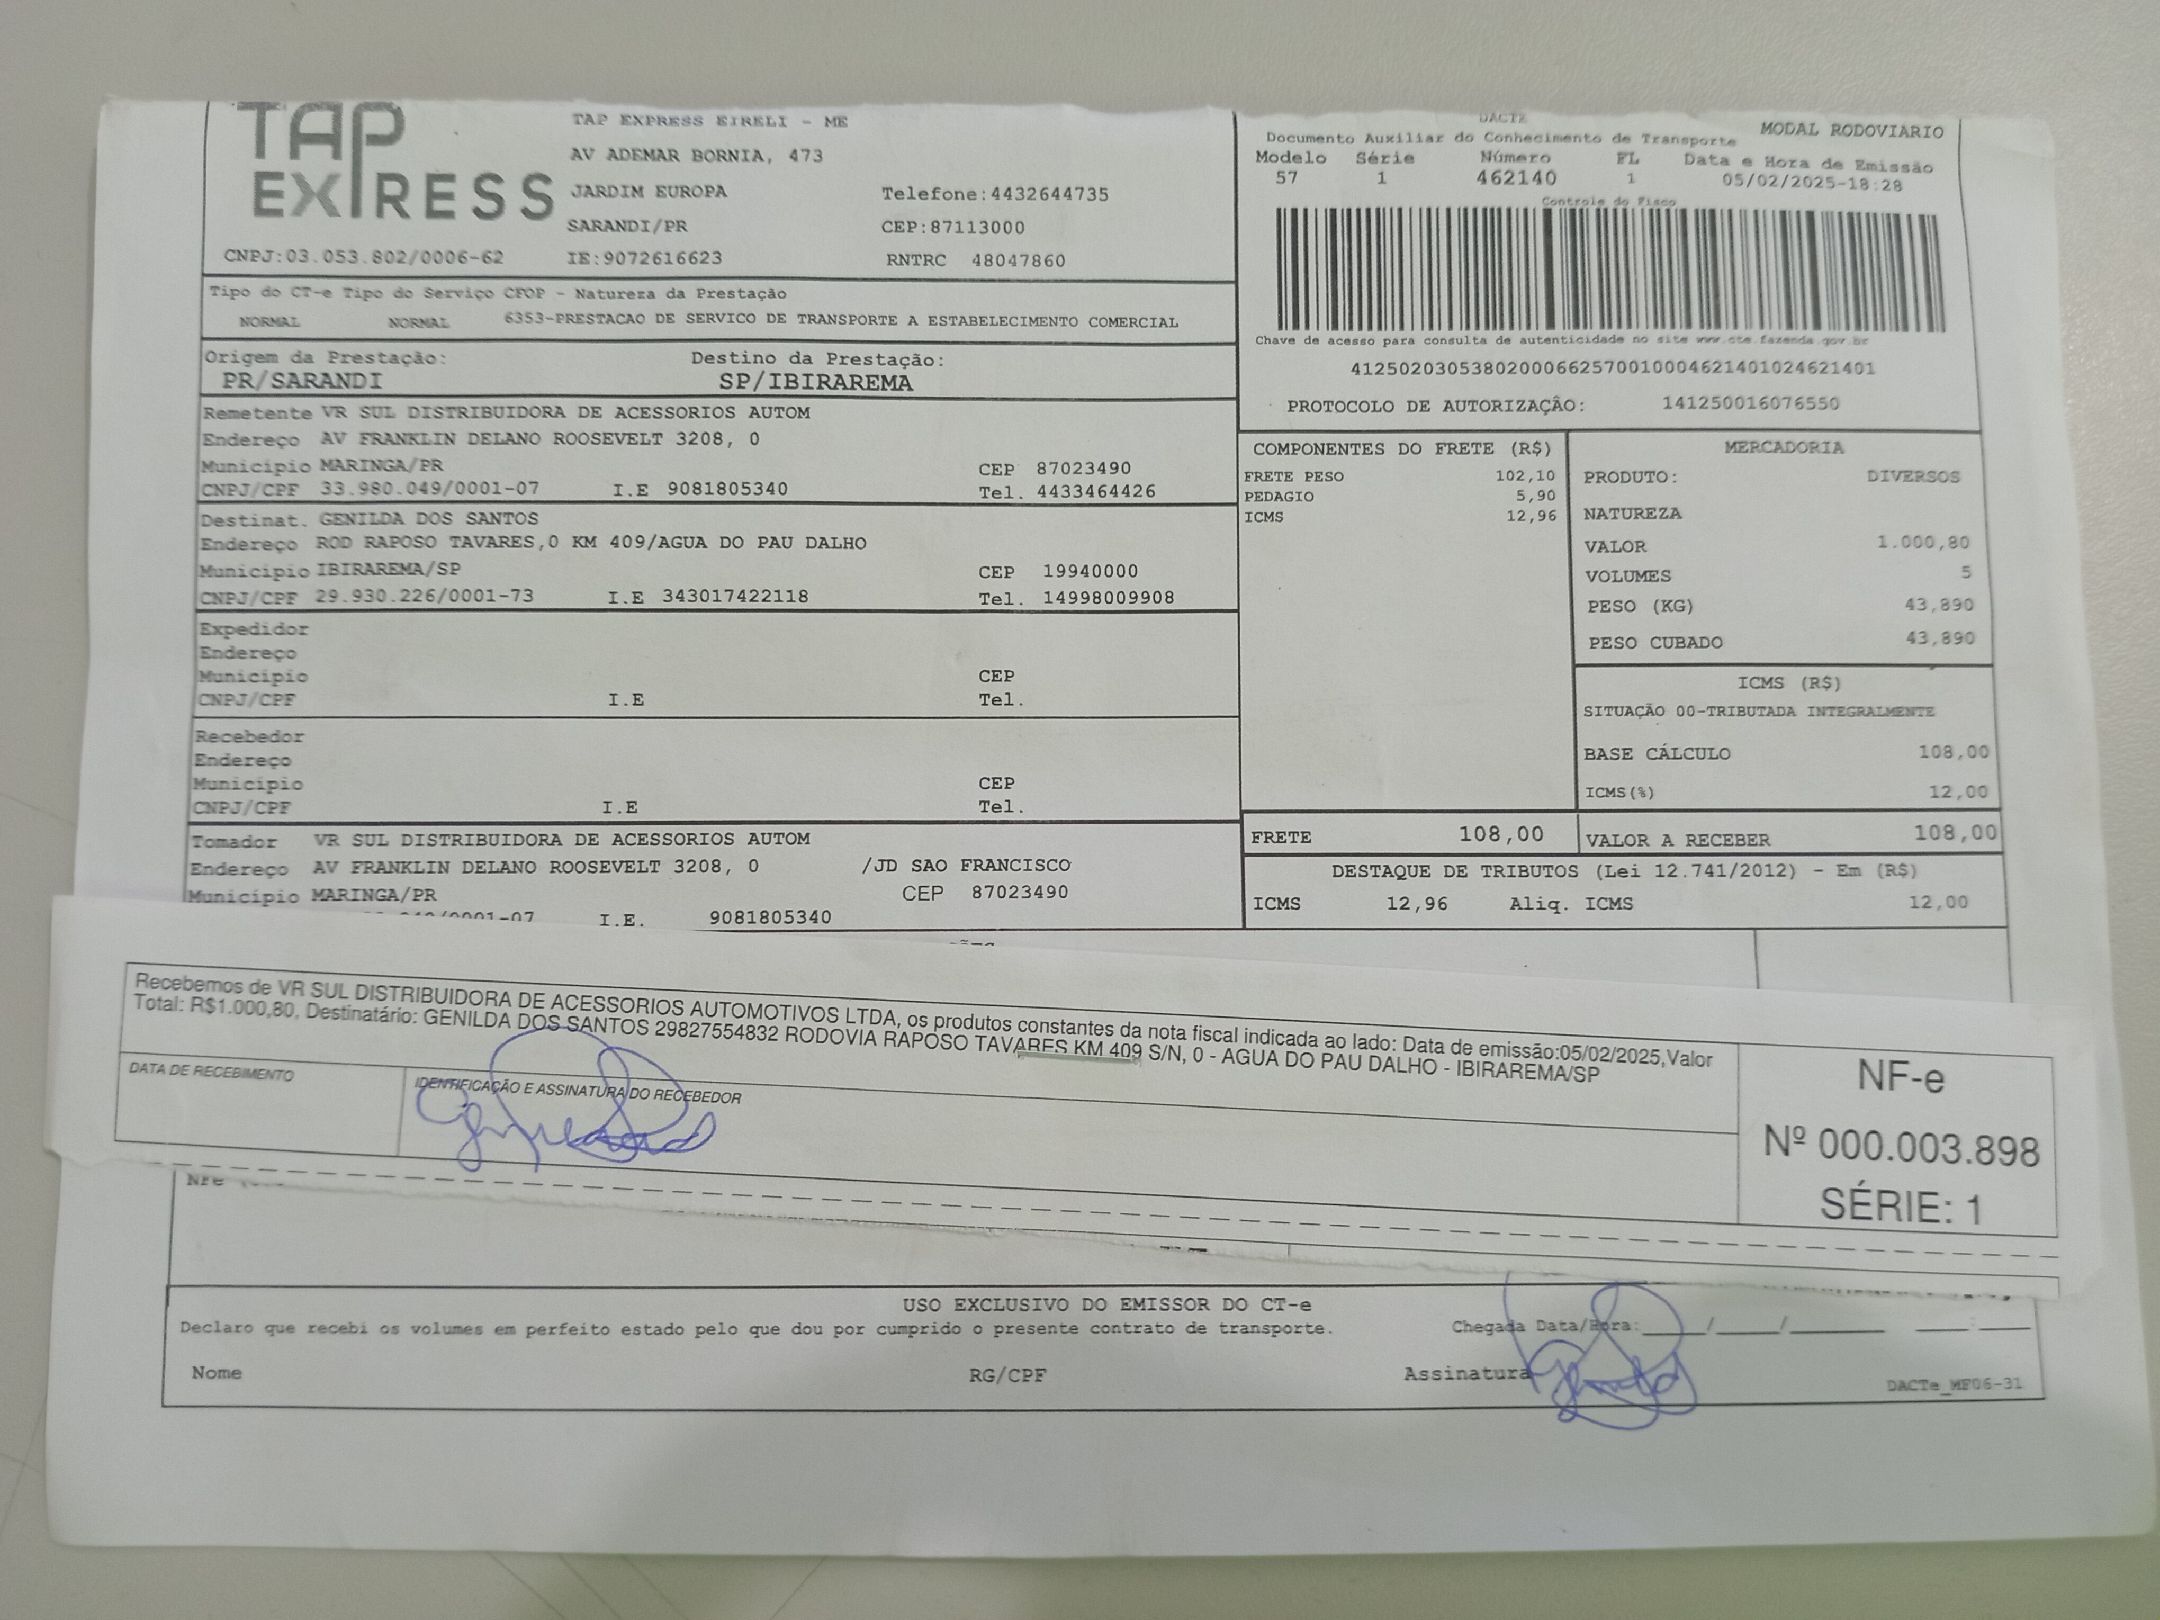 TAP EXPRESS
TAP EXPRESS EIRELI - ME
AV ADEMAR BORNIA, 473
JARDIM EUROPA Telefone:4432644735
SARANDI/PR CEP:87113000
CNPJ:03.053.802/0006-62 IE:9072616623 RNTRC 48047860
Tipo do CT-e Tipo do Serviço CFOP - Natureza da Prestação
NORMAL NORMAL 6353-PRESTACAO DE SERVICO DE TRANSPORTE A ESTABELECIMENTO COMERCIAL
Origem da Prestação: Destino da Prestação:
PR/SARANDI SP/IBIRAREMA
Remetente VR SUL DISTRIBUIDORA DE ACESSORIOS AUTOM
Endereço AV FRANKLIN DELANO ROOSEVELT 3208, 0
Municipio MARINGA/PR CEP 87023490
CNPJ/CPF 33.980.049/0001-07 I.E 9081805340 Tel. 4433464426
Destinat. GENILDA DOS SANTOS
Endereço ROD RAPOSO TAVARES,0 KM 409/AGUA DO PAU DALHO
Municipio IBIRAREMA/SP CEP 19940000
CNPJ/CPF 29.930.226/0001-73 I.E 343017422118 Tel. 14998009908
Expedidor
Endereço
Municipio CEP
CNPJ/CPF I.E Tel.
Recebedor
Endereço
Municipio CEP
CNPJ/CPF I.E Tel.
Tomador VR SUL DISTRIBUIDORA DE ACESSORIOS AUTOM
Endereço AV FRANKLIN DELANO ROOSEVELT 3208, 0 /JD SAO FRANCISCO
Municipio MARINGA/PR CEP 87023490
/0001-07 I.E. 9081805340
DACTE
Documento Auxiliar do Conhecimento de Transporte MODAL RODOVIÁRIO
Modelo Série Número FL Data e Hora de Emissão
57 1 462140 1 05/02/2025-18:28
Controle do Fisco
Chave de acesso para consulta de autenticidade no site www.cte.fazenda.gov.br
41250203053802000662570010004621401024621401
PROTOCOLO DE AUTORIZAÇÃO: 141250016076550
COMPONENTES DO FRETE (R$)
FRETE PESO 102,10
PEDAGIO 5,90
ICMS 12,96
MERCADORIA
PRODUTO: DIVERSOS
NATUREZA
VALOR 1.000,80
VOLUMES 5
PESO (KG) 43,890
PESO CUBADO 43,890
ICMS (R$)
SITUAÇÃO 00-TRIBUTADA INTEGRALMENTE
BASE CÁLCULO 108,00
ICMS(%) 12,00
FRETE 108,00 VALOR A RECEBER 108,00
DESTAQUE DE TRIBUTOS (Lei 12.741/2012) - Em (R$)
ICMS 12,96 Aliq. ICMS 12,00
Recebemos de VR SUL DISTRIBUIDORA DE ACESSORIOS AUTOMOTIVOS LTDA, os produtos constantes da nota fiscal indicada ao lado: Data de emissão:05/02/2025,Valor
Total: R$1.000,80, Destinatário: GENILDA DOS SANTOS 29827554832 RODOVIA RAPOSO TAVARES KM 409 S/N, 0 - AGUA DO PAU DALHO - IBIRAREMA/SP
DATA DE RECEBIMENTO IDENTIFICAÇÃO E ASSINATURA DO RECEBEDOR
NF-e
Nº 000.003.898
SÉRIE: 1
USO EXCLUSIVO DO EMISSOR DO CT-e
Declaro que recebi os volumes em perfeito estado pelo que dou por cumprido o presente contrato de transporte. Chegada Data/Hora:____/____/______ ____:____
Nome RG/CPF Assinatura
DACTe_MF06-31